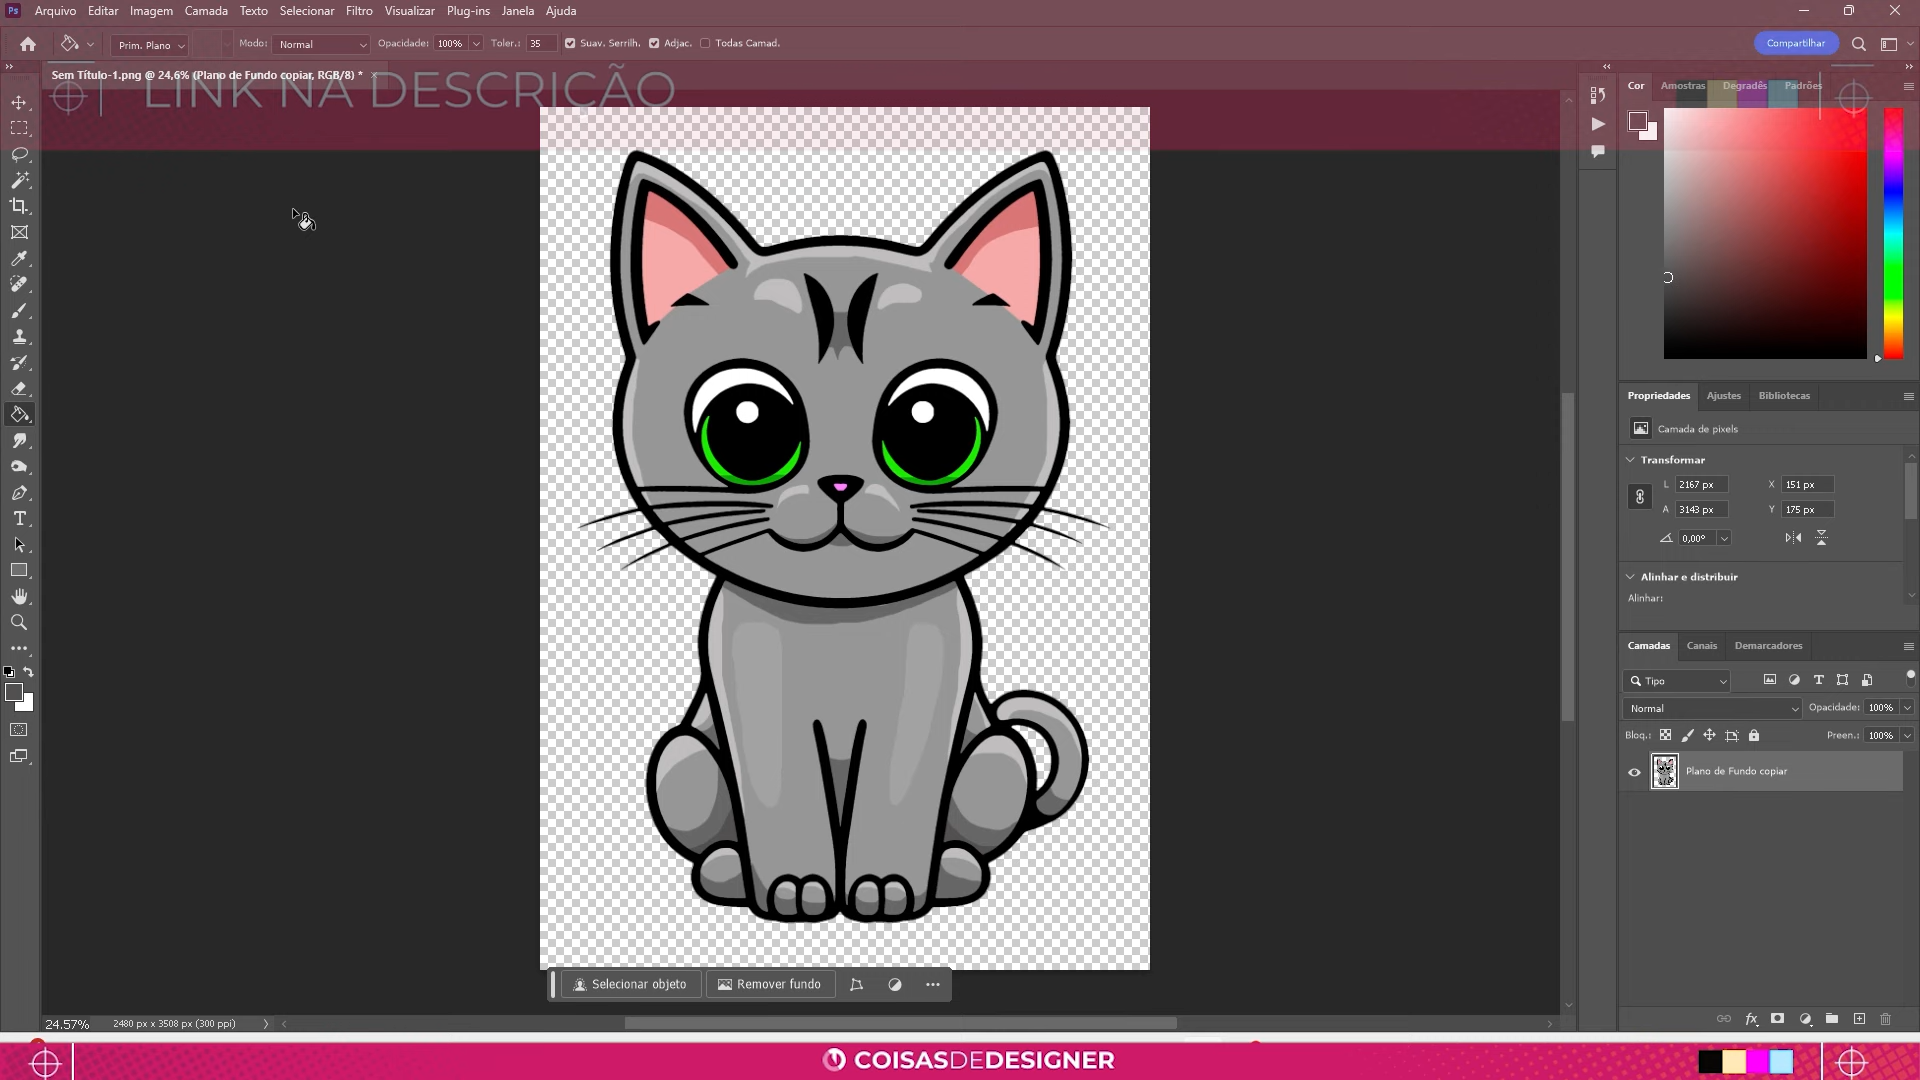 Ps Arquivo Editar Imagem Camada Texto Selecionar Filtro Visualizar Plug-ins Janela Ajuda
Prim. Plano Modo: Normal Opacidade: 100% Toler.: 35 Suav. Serrilh. Adjac. Todas Camad. Compartilhar
Sem Título-1.png @ 24,6% (Plano de Fundo copiar, RGB/8) *
LINK NA DESCRIÇÃO
Cor Amostras Degradês Padrões
Propriedades Ajustes Bibliotecas
Camada de pixels
Transformar
L 2167 px X 151 px
A 3143 px Y 175 px
0,00°
Alinhar e distribuir
Alinhar:
Camadas Canais Demarcadores
Tipo
Normal Opacidade: 100%
Bloq.: Preen.: 100%
Plano de Fundo copiar
Selecionar objeto Remover fundo
24.57% 2480 px x 3508 px (300 ppi)
COISASDEDESIGNER